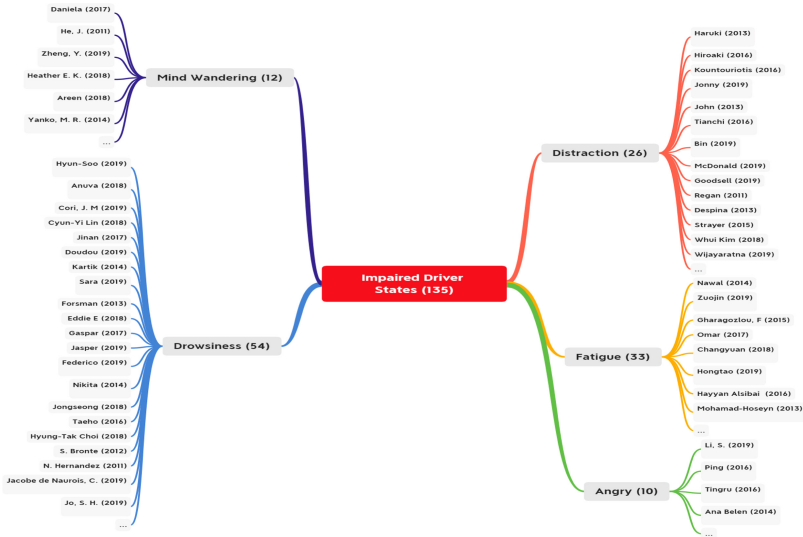 Daniela (2017)
He, J. (2011)
Zheng, Y. (2019)
Heather E. K. (2018)
Areen (2018)
Yanko, M. R. (2014)
...
Mind Wandering (12)
Hyun-Soo (2019)
Anuva (2018)
Cori, J. M (2019)
Cyun-Yi Lin (2018)
Jinan (2017)
Doudou (2019)
Kartik (2014)
Sara (2019)
Forsman (2013)
Eddie E (2018)
Gaspar (2017)
Jasper (2019)
Federico (2019)
Nikita (2014)
Jongseong (2018)
Taeho (2016)
Hyung-Tak Choi (2018)
S. Bronte (2012)
N. Hernandez (2011)
Jacobe de Naurois, C. (2019)
Jo, S. H. (2019)
...
Drowsiness (54)
Impaired Driver
States (135)
Distraction (26)
Haruki (2013)
Hiroaki (2016)
Kountouriotis (2016)
Jonny (2019)
John (2013)
Tianchi (2016)
Bin (2019)
McDonald (2019)
Goodsell (2019)
Regan (2011)
Despina (2013)
Strayer (2015)
Whui Kim (2018)
Wijayaratna (2019)
...
Fatigue (33)
Nawal (2014)
Zuojin (2019)
Gharagozlou, F (2015)
Omar (2017)
Changyuan (2018)
Hongtao (2019)
Hayyan Alsibai (2016)
Mohamad-Hoseyn (2013)
...
Angry (10)
Li, S. (2019)
Ping (2016)
Tingru (2016)
Ana Belen (2014)
...